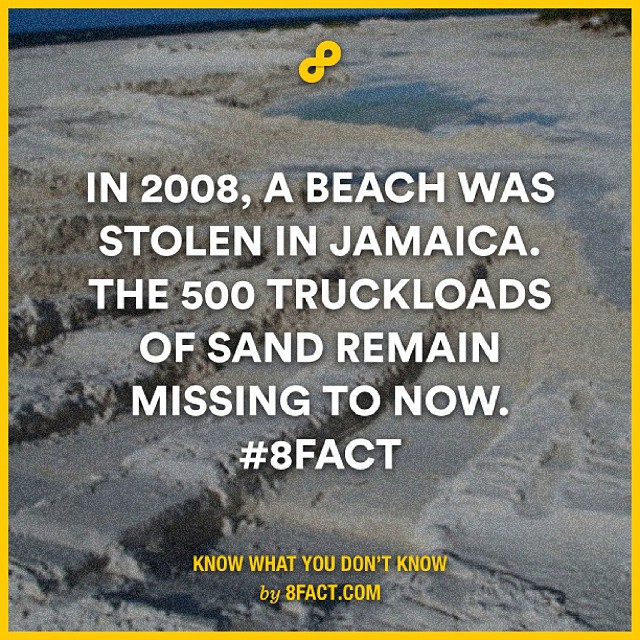 IN 2008, A BEACH WAS
STOLEN IN JAMAICA.
THE 500 TRUCKLOADS
OF SAND REMAIN
MISSING TO NOW.
#8FACT
KNOW WHAT YOU DON'T KNOW
by 8FACT.COM